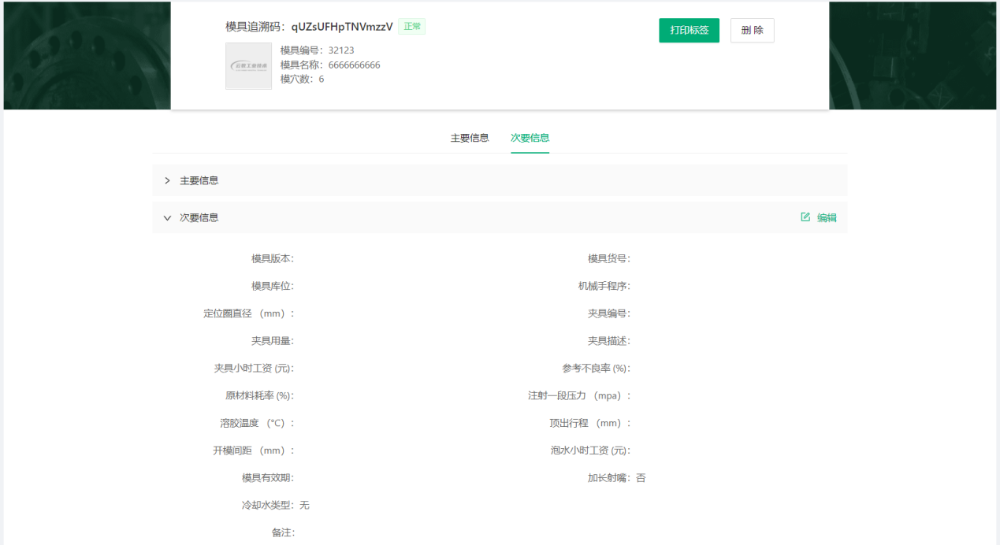 模具追溯码：qUZsUFHpTNVmzzV 正常
打印标签 删 除
模具编号：32123
模具名称：6666666666
模穴数：6
主要信息 次要信息
主要信息
次要信息 编辑
模具版本： 模具货号：
模具库位： 机械手程序：
定位圈直径 （mm）： 夹具编号：
夹具用量： 夹具描述：
夹具小时工资 (元)： 参考不良率 (%)：
原材料耗率 (%)： 注射一段压力 （mpa）：
溶胶温度 （℃）： 顶出行程 （mm）：
开模间距 （mm）： 泡水小时工资 (元)：
模具有效期： 加长射嘴：否
冷却水类型：无
备注：